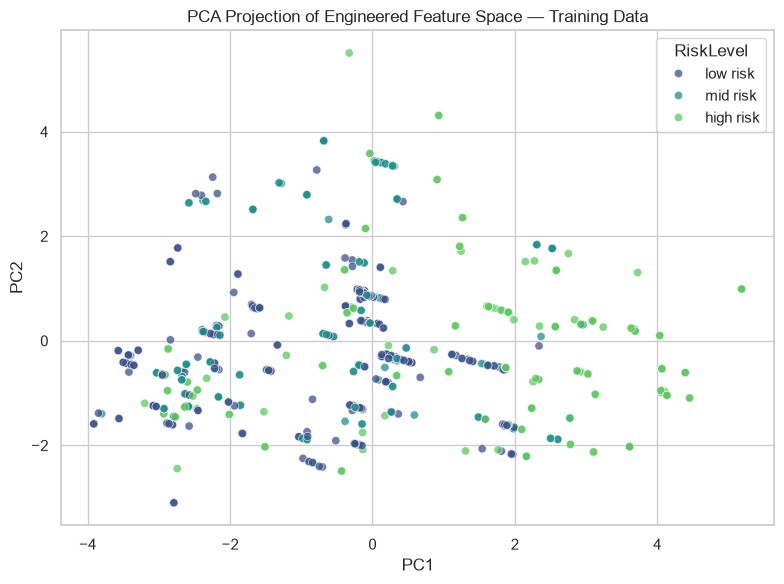 PCA Projection of Engineered Feature Space — Training Data
RiskLevel
low risk
mid risk
high risk
4
2
0
−2
PC2
−4
−2
0
2
4
PC1